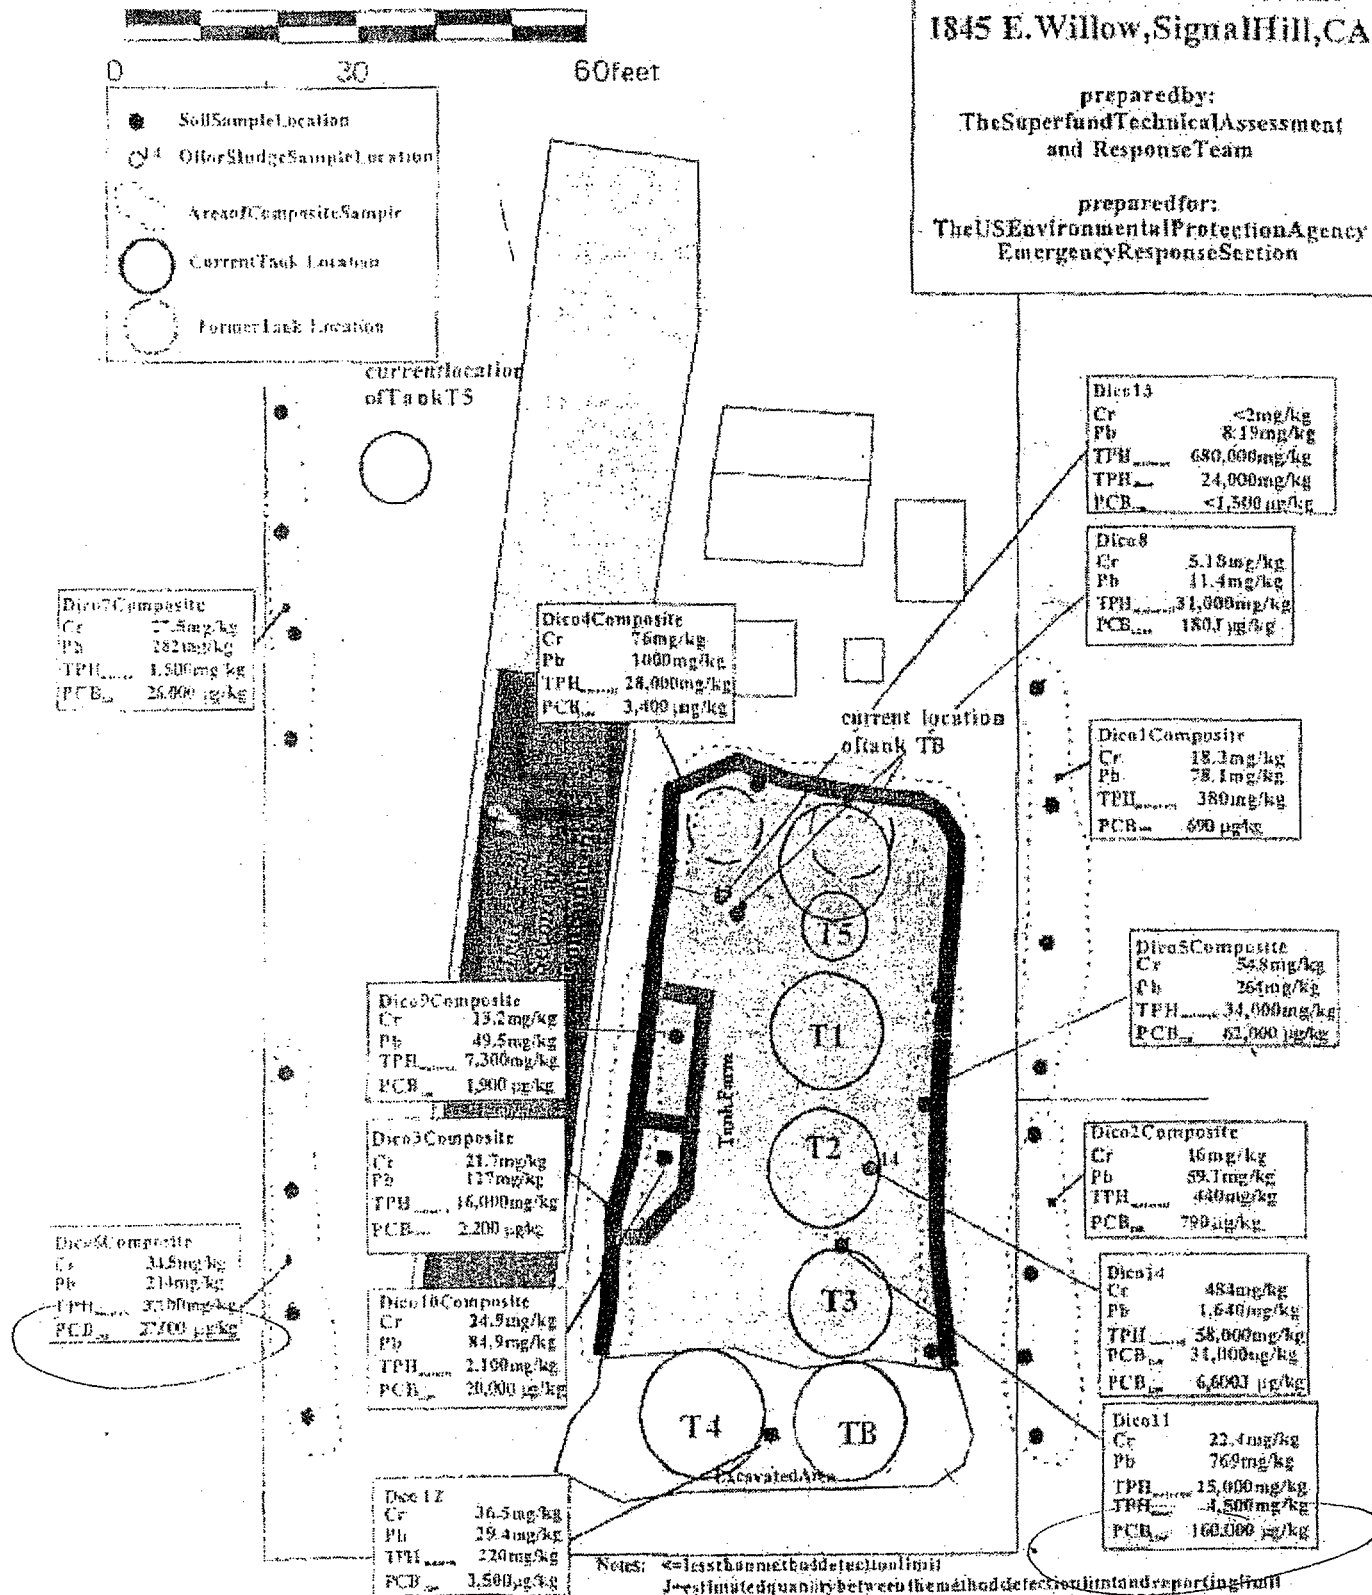 1845 E.Willow,SignalHill,CA
preparedby:
TheSuperfundTechnicalAssessment
and ResponseTeam
preparedfor:
TheUSEnvironmentalProtectionAgency
EmergencyResponseSection
0 30 60feet
SoilSampleLocation
14 OilorSludgeSampleLocation
AreaofCompositeSample
CurrentTank Location
FormerTank Location
currentlocation
ofTankT5
Dico13
Cr <2mg/kg
Pb 8.19mg/kg
TPH 680,000mg/kg
TPH 24,000mg/kg
PCB <1,500 µg/kg
Dico8
Cr 5.18mg/kg
Pb 11.4mg/kg
TPH 31,000mg/kg
PCB 180J µg/kg
Dico7Composite
Cr 27.5mg/kg
Pb 282mg/kg
TPH 1,500mg/kg
PCB 26,000 µg/kg
Dico4Composite
Cr 76mg/kg
Pb 1000mg/kg
TPH 28,000mg/kg
PCB 3,400 µg/kg
current location
oftank TB
Dico1Composite
Cr 18.3mg/kg
Pb 78.1mg/kg
TPH 380mg/kg
PCB 690 µg/kg
T5
Dico5Composite
Cr 54.8mg/kg
Pb 264mg/kg
TPH 34,000mg/kg
PCB 62,000 µg/kg
Dico9Composite
Cr 13.2mg/kg
Pb 49.5mg/kg
TPH 7,300mg/kg
PCB 1,900 µg/kg
T1
TankFarm
Dico3Composite
Cr 21.7mg/kg
Pb 127mg/kg
TPH 16,000mg/kg
PCB 2,200 µg/kg
T2
14
Dico2Composite
Cr 16mg/kg
Pb 59.1mg/kg
TPH 440mg/kg
PCB 790µg/kg
Dico6Composite
Cr 34.8mg/kg
Pb 214mg/kg
TPH mg/kg
PCB µg/kg
Dico14
Cr 484mg/kg
Pb 1,640mg/kg
TPH 58,000mg/kg
PCB 31,000 µg/kg
PCB 6,600J µg/kg
Dico10Composite
Cr 24.9mg/kg
Pb 84.9mg/kg
TPH 2,100mg/kg
PCB 20,000 µg/kg
T3
T4
TB
ExcavatedArea
Dico11
Cr 22.4mg/kg
Pb 769mg/kg
TPH 15,000mg/kg
TPH 4,500mg/kg
PCB 160,000 µg/kg
Dico 12
Cr 36.5mg/kg
Pb 29.4mg/kg
TPH 220mg/kg
PCB 3,500µg/kg
Notes: <=lessthanmethoddetectionlimit
J=estimatedquantitybetweenthemethoddetectionlimitandreportinglimit